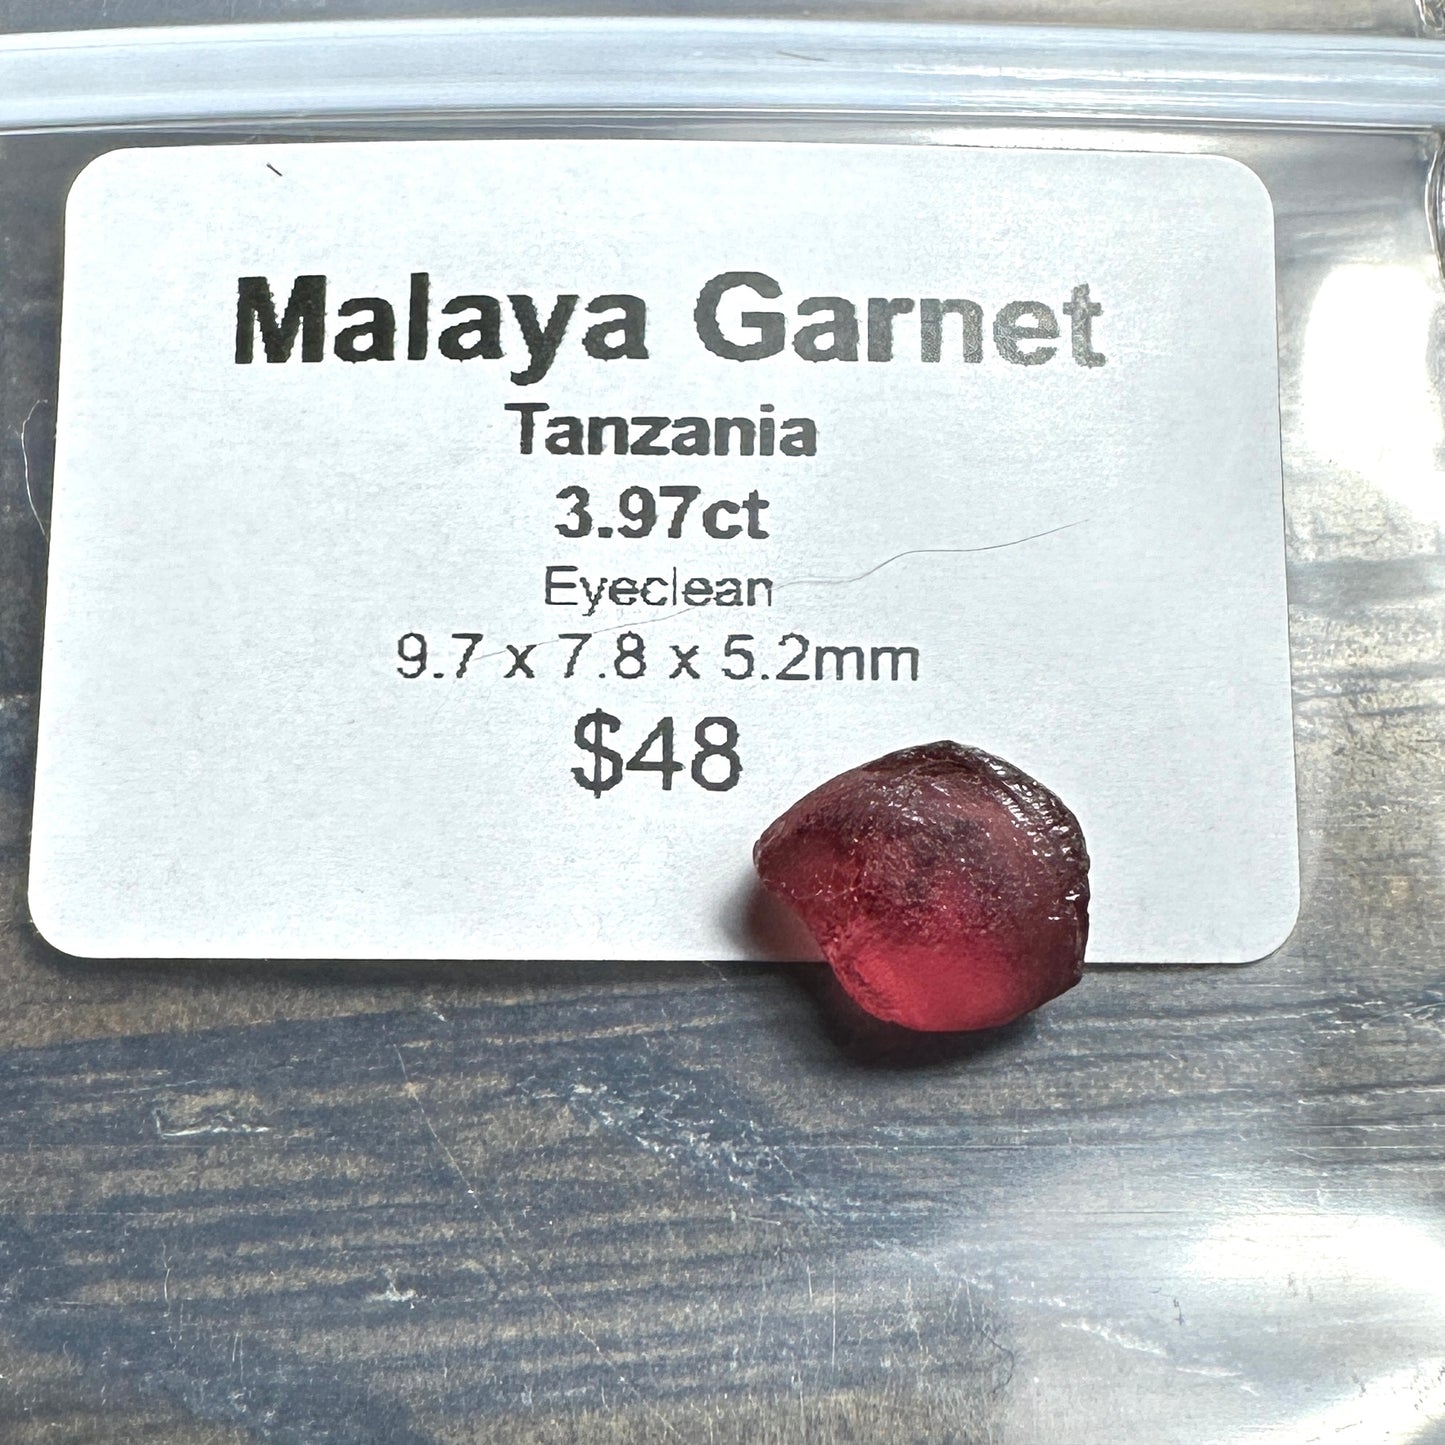 Malaya Garnet
Tanzania
3.97ct
Eyeclean
9.7 x 7.8 x 5.2mm
$48